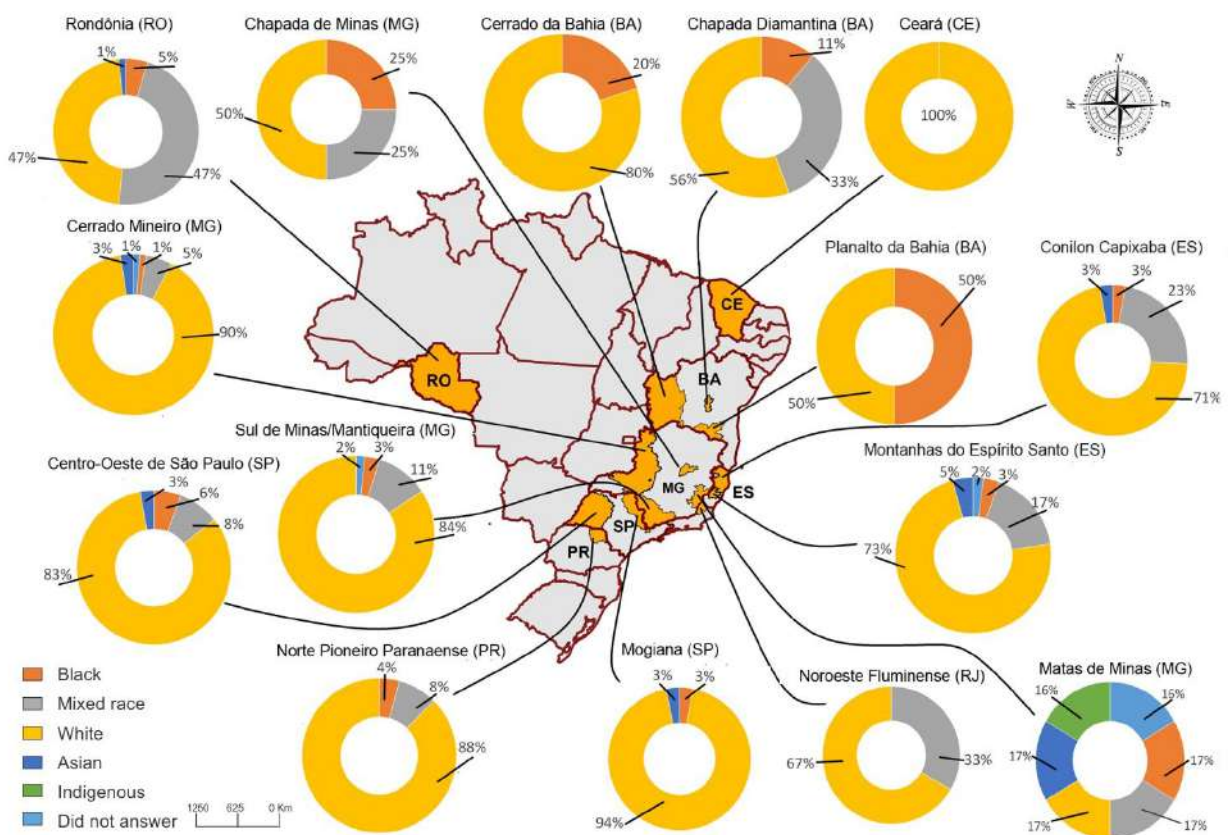 Rondônia (RO)
1%
5%
47%
47%
Chapada de Minas (MG)
25%
50%
25%
Cerrado da Bahia (BA)
20%
80%
Chapada Diamantina (BA)
11%
56%
33%
Ceará (CE)
100%
N
W
E
S
Cerrado Mineiro (MG)
3%
1%
1%
5%
90%
Planalto da Bahia (BA)
50%
50%
Conilon Capixaba (ES)
3%
3%
23%
71%
CE
RO
BA
MG
ES
SP
PR
Sul de Minas/Mantiqueira (MG)
2%
3%
11%
84%
Centro-Oeste de São Paulo (SP)
3%
6%
8%
83%
Montanhas do Espírito Santo (ES)
5%
2%
3%
17%
73%
Norte Pioneiro Paranaense (PR)
4%
8%
88%
Mogiana (SP)
3%
3%
94%
Noroeste Fluminense (RJ)
67%
33%
Matas de Minas (MG)
16%
16%
17%
17%
17%
17%
Black
Mixed race
White
Asian
Indigenous
Did not answer
1250 625 0 Km